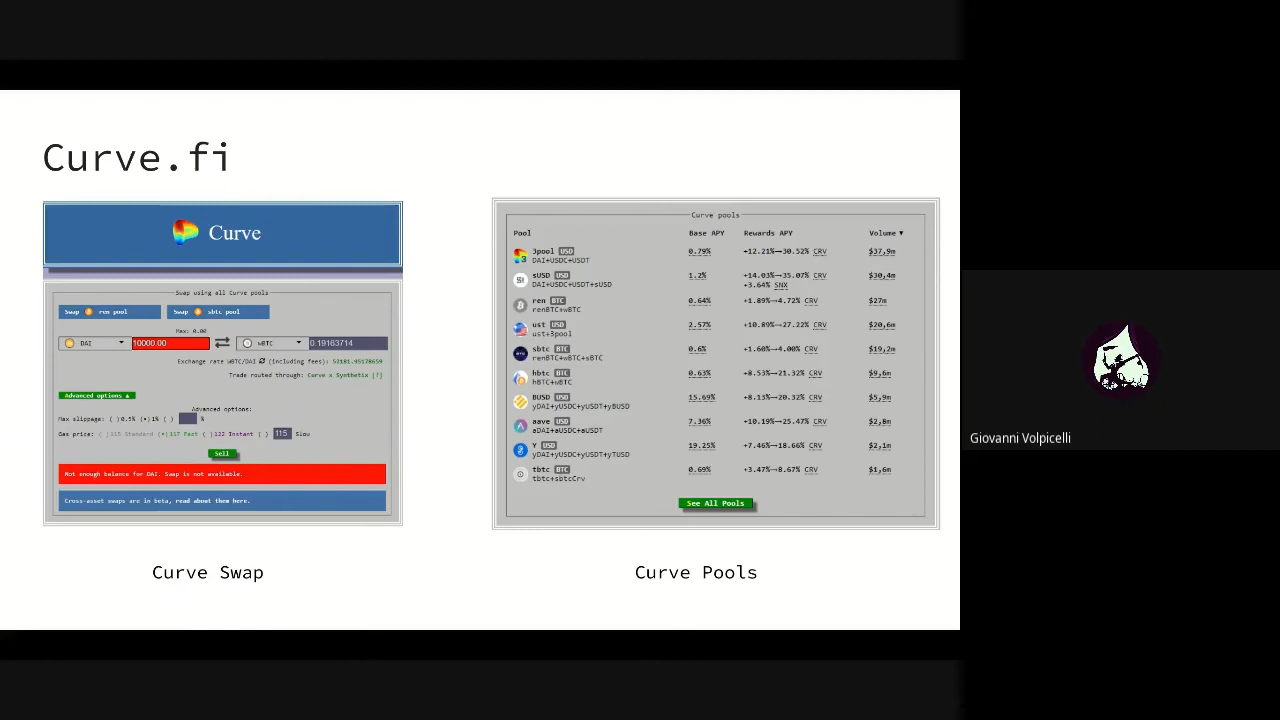 Curve.fi
Curve
Swap using all Curve pools
Swap ren pool
Swap sbtc pool
Max: 0.00
DAI
10000.00
wBTC
0.19163714
Exchange rate WBTC/DAI (including fees): 52181.95178659
Trade routed through: Curve x Synthetix [?]
Advanced options ▲
Advanced options:
Max slippage: ( )0.5% (•)1% ( ) %
Gas price: ( )115 Standard (•)117 Fast ( )122 Instant ( ) 115 Slow
Sell
Not enough balance for DAI. Swap is not available.
Cross-asset swaps are in beta, read about them here.
Curve Swap
Curve pools
Pool Base APY Rewards APY Volume ▼
3pool USD 0.79% +12.21%→30.52% CRV $37,9m
DAI+USDC+USDT
sUSD USD 1.2% +14.03%→35.07% CRV $30,4m
DAI+USDC+USDT+sUSD +3.64% SNX
ren BTC 0.64% +1.89%→4.72% CRV $27m
renBTC+wBTC
ust USD 2.57% +10.89%→27.22% CRV $20,6m
ust+3pool
sbtc BTC 0.6% +1.60%→4.00% CRV $19,2m
renBTC+wBTC+sBTC
hbtc BTC 0.63% +8.53%→21.32% CRV $9,6m
hBTC+wBTC
BUSD USD 15.69% +8.13%→20.32% CRV $5,9m
yDAI+yUSDC+yUSDT+yBUSD
aave USD 7.36% +10.19%→25.47% CRV $2,8m
aDAI+aUSDC+aUSDT
Y USD 19.25% +7.46%→18.66% CRV $2,1m
yDAI+yUSDC+yUSDT+yTUSD
tbtc BTC 0.69% +3.47%→8.67% CRV $1,6m
tbtc+sbtcCrv
See All Pools
Curve Pools
Giovanni Volpicelli